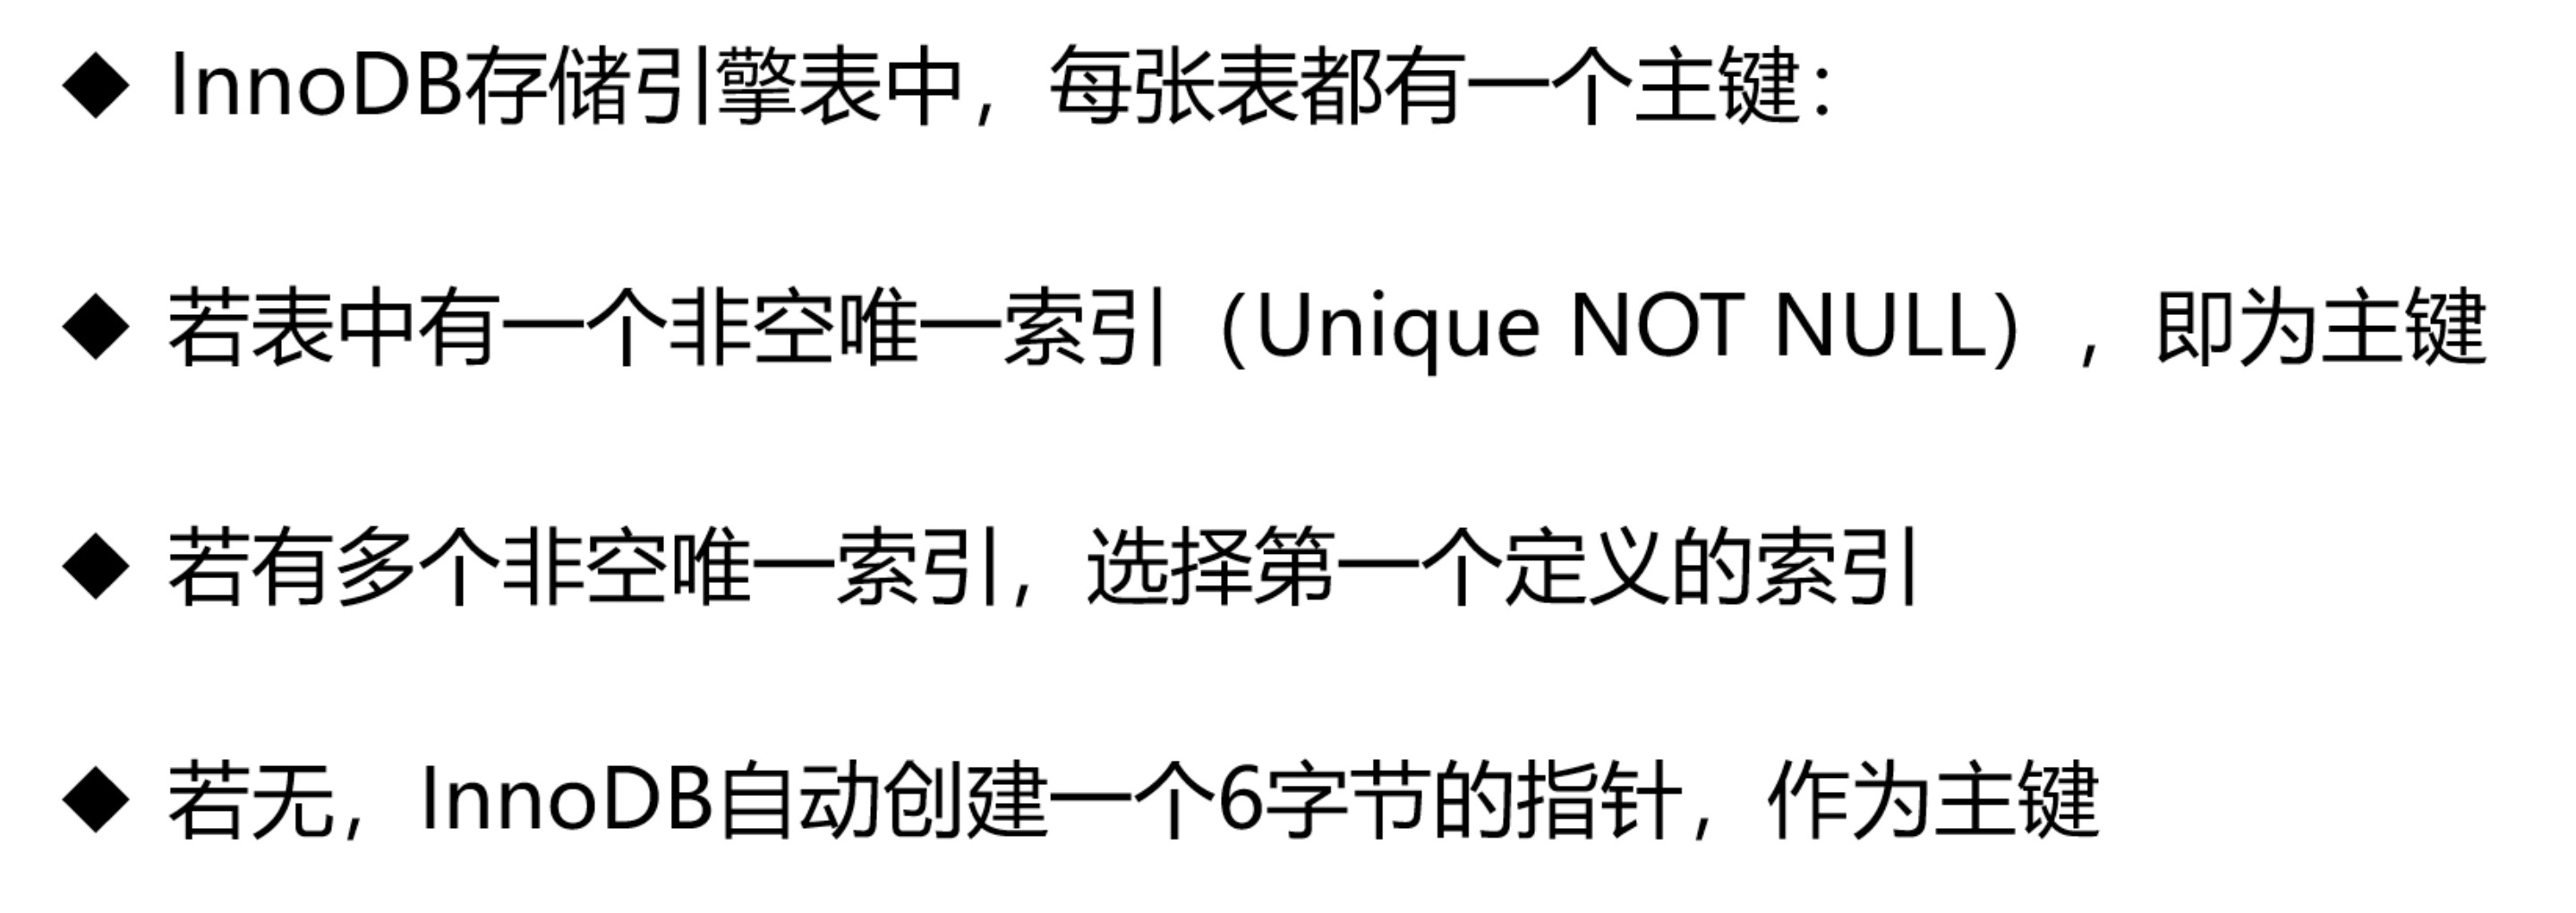 ◆ InnoDB存储引擎表中，每张表都有一个主键：
◆ 若表中有一个非空唯一索引（Unique NOT NULL），即为主键
◆ 若有多个非空唯一索引，选择第一个定义的索引
◆ 若无，InnoDB自动创建一个6字节的指针，作为主键